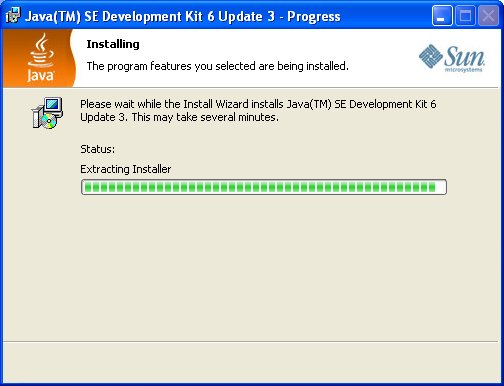 Java(TM) SE Development Kit 6 Update 3 - Progress
Installing
The program features you selected are being installed.
Java
Sun
microsystems
Please wait while the Install Wizard installs Java(TM) SE Development Kit 6
Update 3. This may take several minutes.
Status:
Extracting Installer